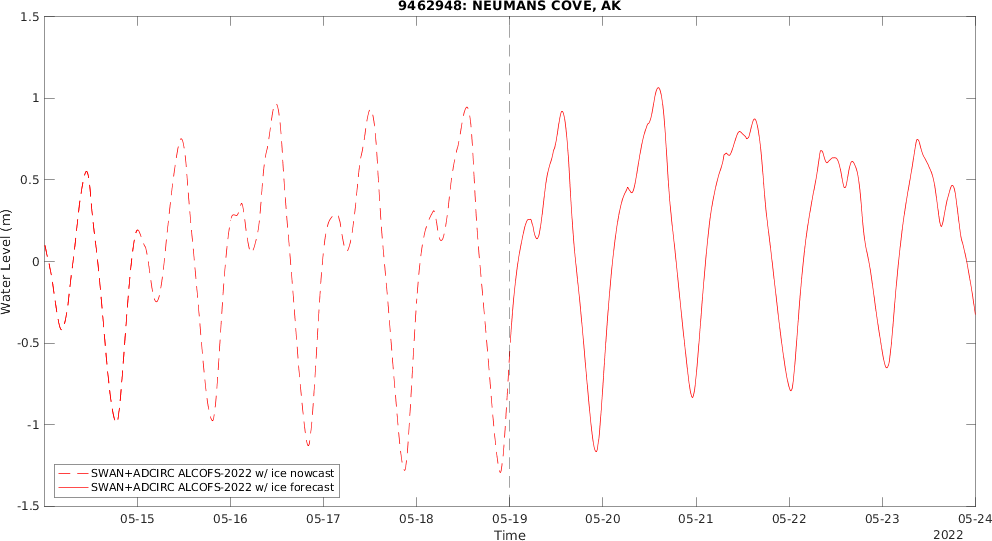 9462948: NEUMANS COVE, AK
Water Level (m)
1.5
1
0.5
0
-0.5
-1
-1.5
SWAN+ADCIRC ALCOFS-2022 w/ ice nowcast
SWAN+ADCIRC ALCOFS-2022 w/ ice forecast
05-15 05-16 05-17 05-18 05-19 05-20 05-21 05-22 05-23 05-24
Time
2022